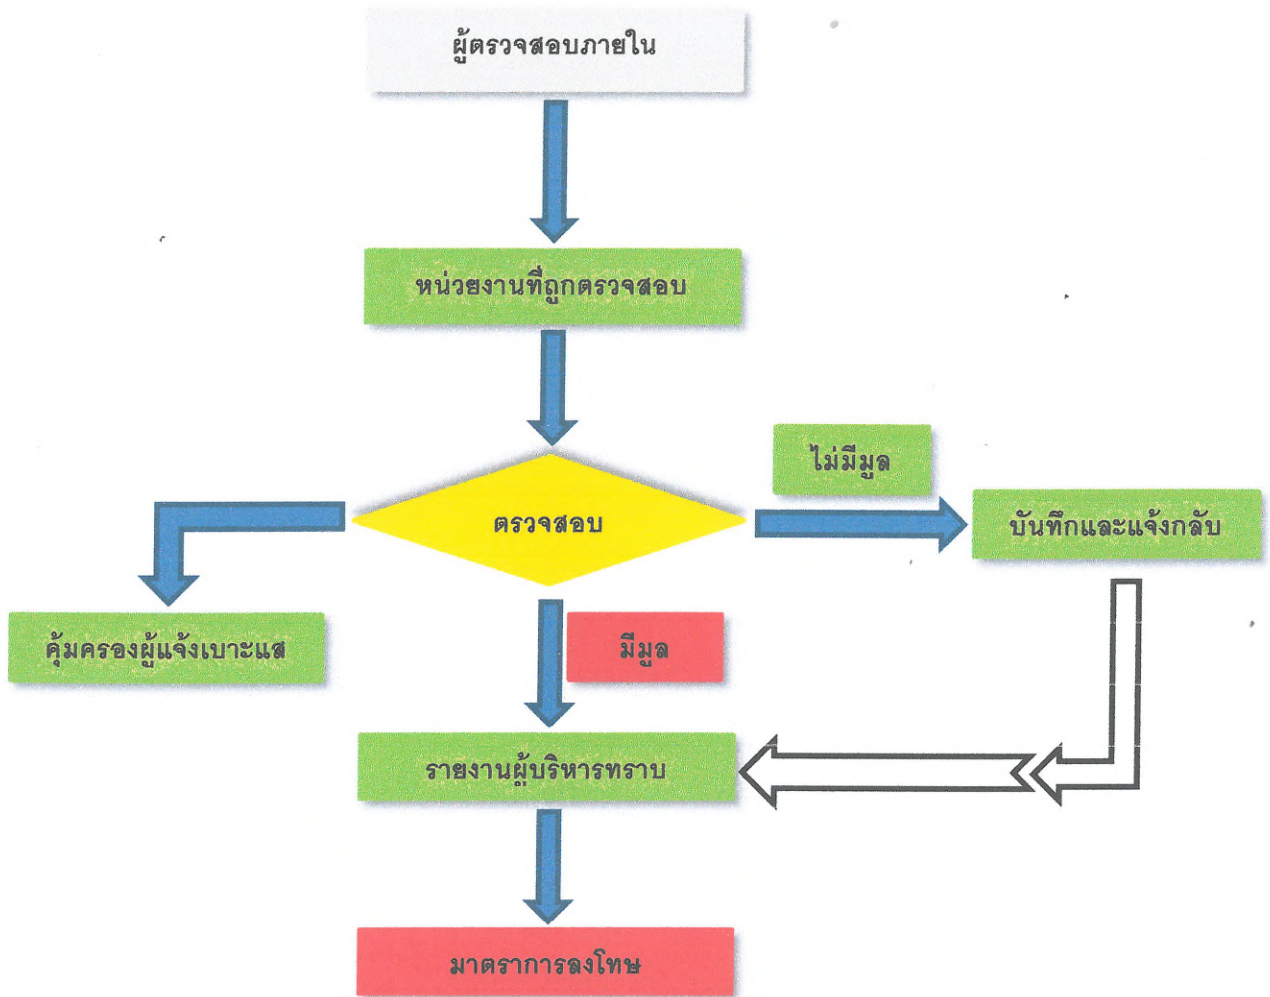 ผู้ตรวจสอบภายใน
หน่วยงานที่ถูกตรวจสอบ
ไม่มีมูล
ตรวจสอบ
บันทึกและแจ้งกลับ
คุ้มครองผู้แจ้งเบาะแส
มีมูล
รายงานผู้บริหารทราบ
มาตราการลงโทษ